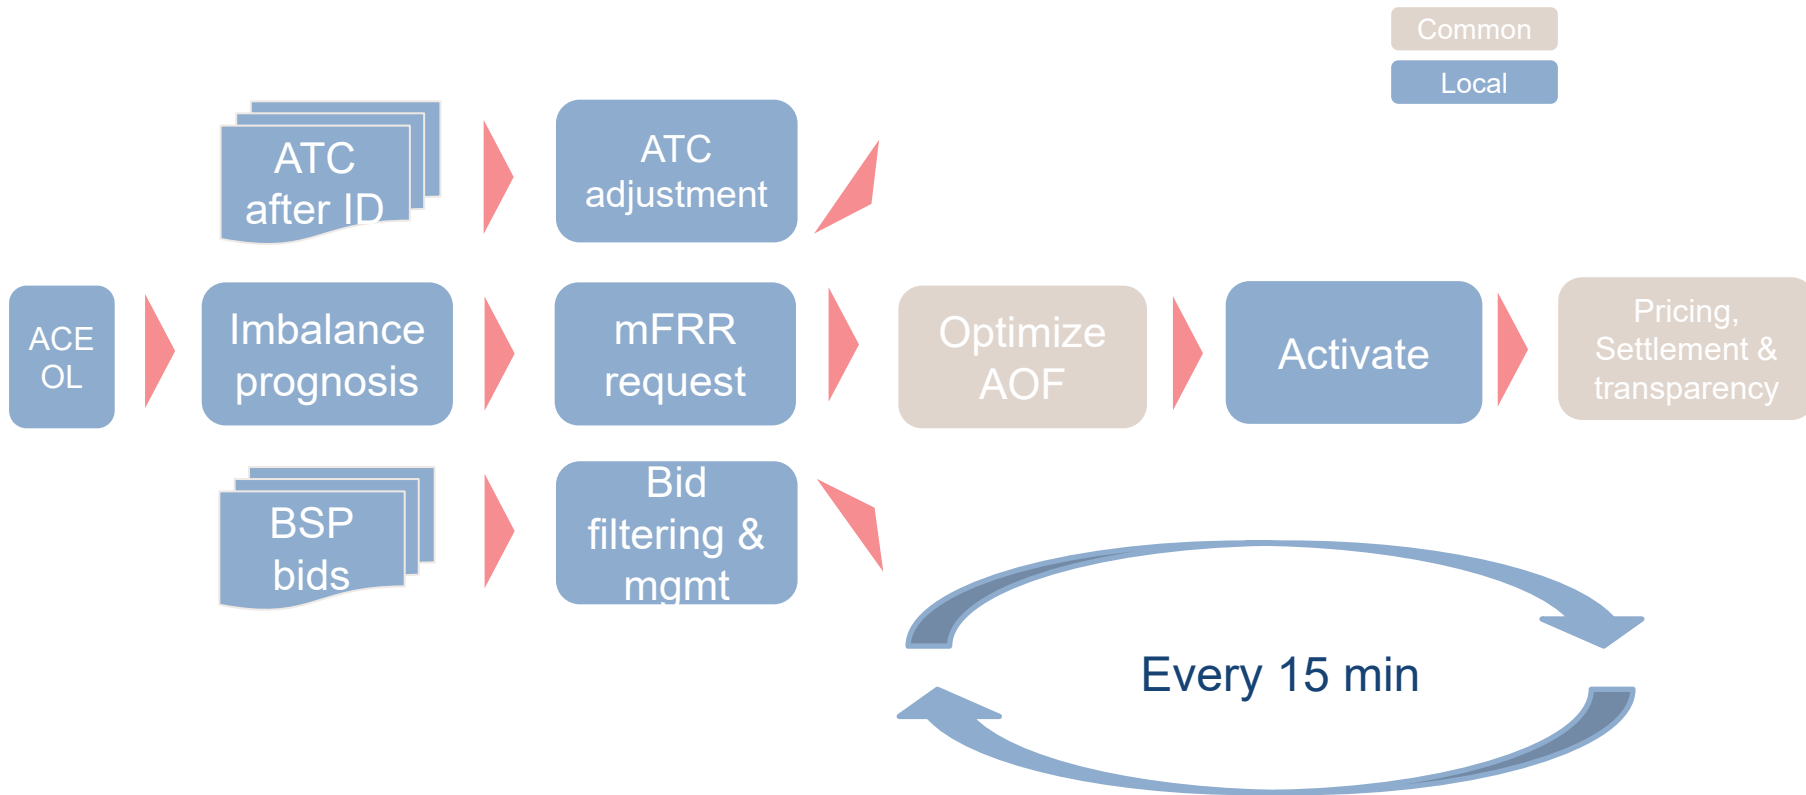 Common
Local
ATC
after ID
ATC
adjustment
ACE
OL
Imbalance
prognosis
mFRR
request
Optimize
AOF
Activate
Pricing,
Settlement &
transparency
BSP
bids
Bid
filtering &
mgmt
Every 15 min